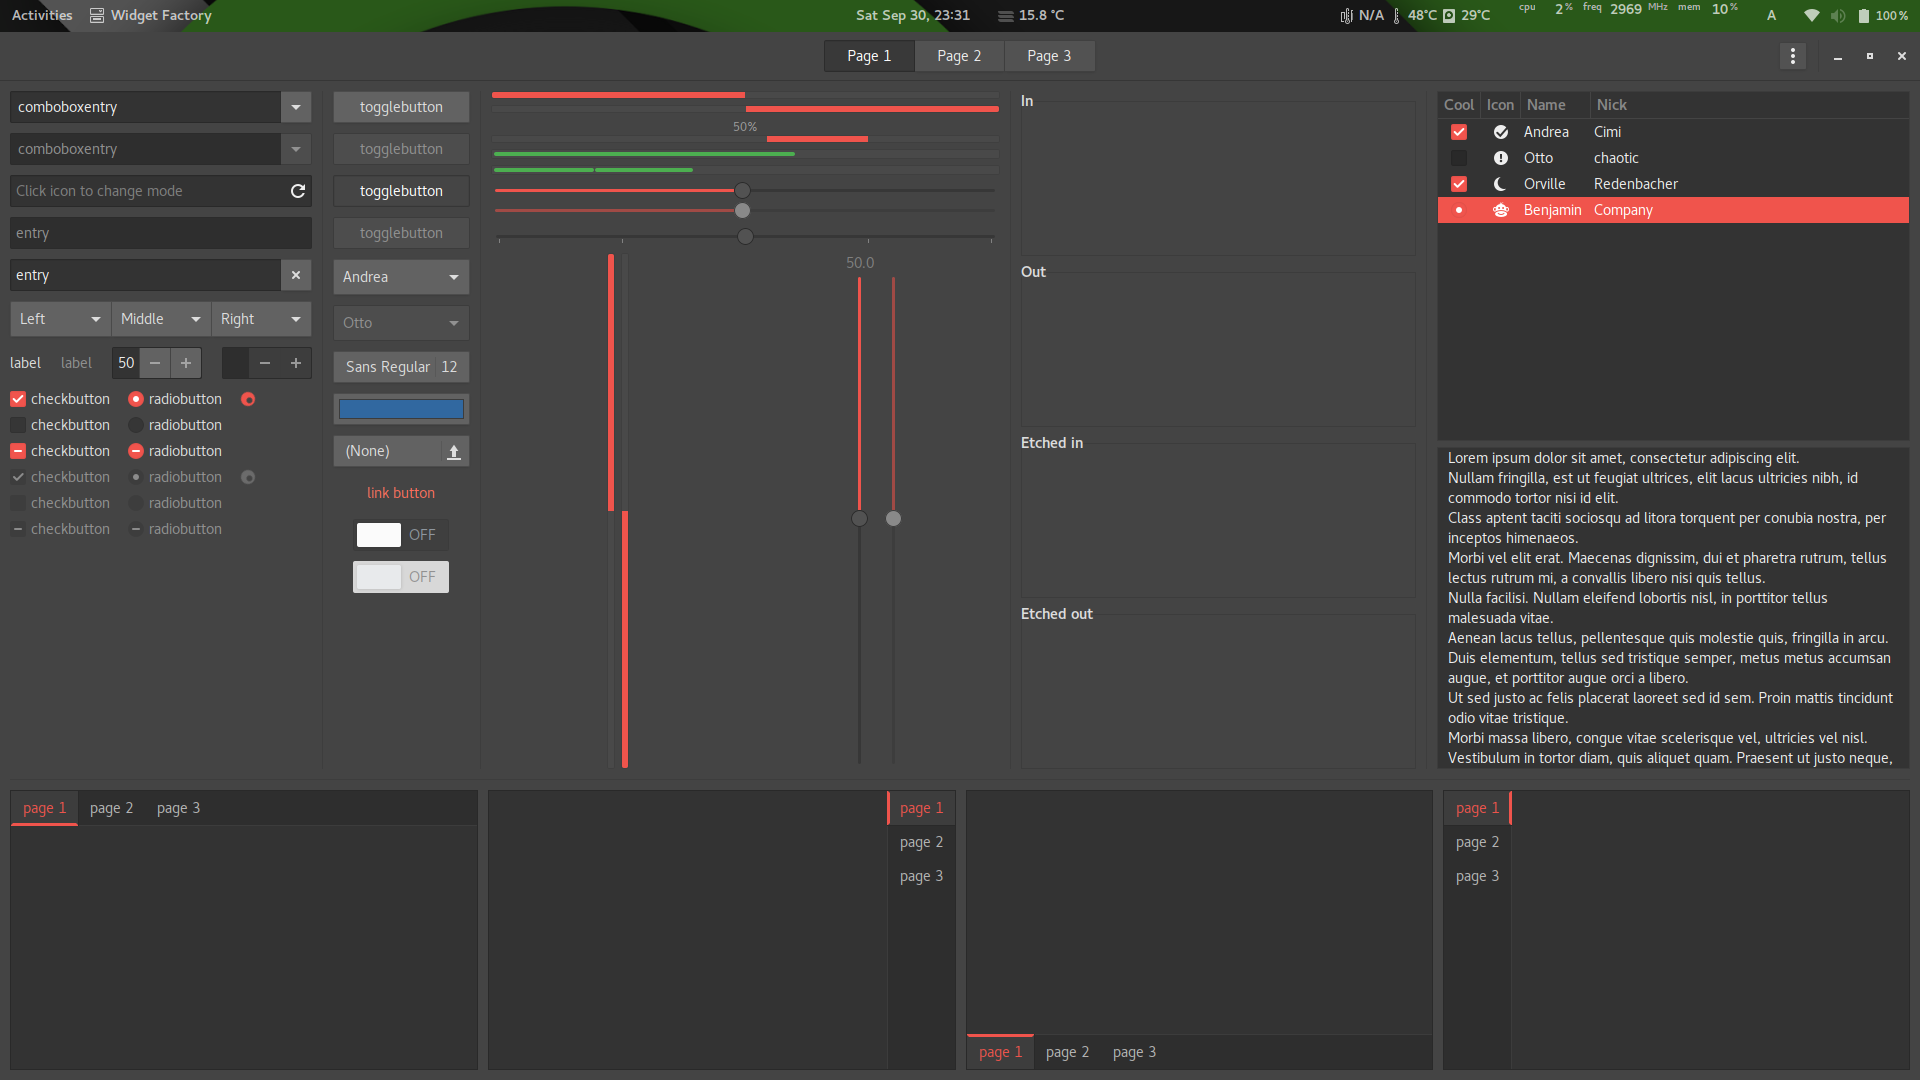 Activities Widget Factory Sat Sep 30, 23:31 15.8 °C N/A 48°C 29°C cpu 2% freq 2969 MHz mem 10% A 100%
Page 1 Page 2 Page 3
comboboxentry
comboboxentry
Click icon to change mode
entry
entry
Left Middle Right
label label 50
checkbutton radiobutton
checkbutton radiobutton
checkbutton radiobutton
checkbutton radiobutton
checkbutton radiobutton
checkbutton radiobutton
togglebutton
togglebutton
togglebutton
togglebutton
Andrea
Otto
Sans Regular 12
(None)
link button
OFF
OFF
50%
50.0
In
Out
Etched in
Etched out
Cool Icon Name Nick
Andrea Cimi
Otto chaotic
Orville Redenbacher
Benjamin Company
Lorem ipsum dolor sit amet, consectetur adipiscing elit.
Nullam fringilla, est ut feugiat ultrices, elit lacus ultricies nibh, id
commodo tortor nisi id elit.
Class aptent taciti sociosqu ad litora torquent per conubia nostra, per
inceptos himenaeos.
Morbi vel elit erat. Maecenas dignissim, dui et pharetra rutrum, tellus
lectus rutrum mi, a convallis libero nisi quis tellus.
Nulla facilisi. Nullam eleifend lobortis nisl, in porttitor tellus
malesuada vitae.
Aenean lacus tellus, pellentesque quis molestie quis, fringilla in arcu.
Duis elementum, tellus sed tristique semper, metus metus accumsan
augue, et porttitor augue orci a libero.
Ut sed justo ac felis placerat laoreet sed id sem. Proin mattis tincidunt
odio vitae tristique.
Morbi massa libero, congue vitae scelerisque vel, ultricies vel nisl.
Vestibulum in tortor diam, quis aliquet quam. Praesent ut justo neque,
page 1 page 2 page 3
page 1
page 2
page 3
page 1 page 2 page 3
page 1
page 2
page 3